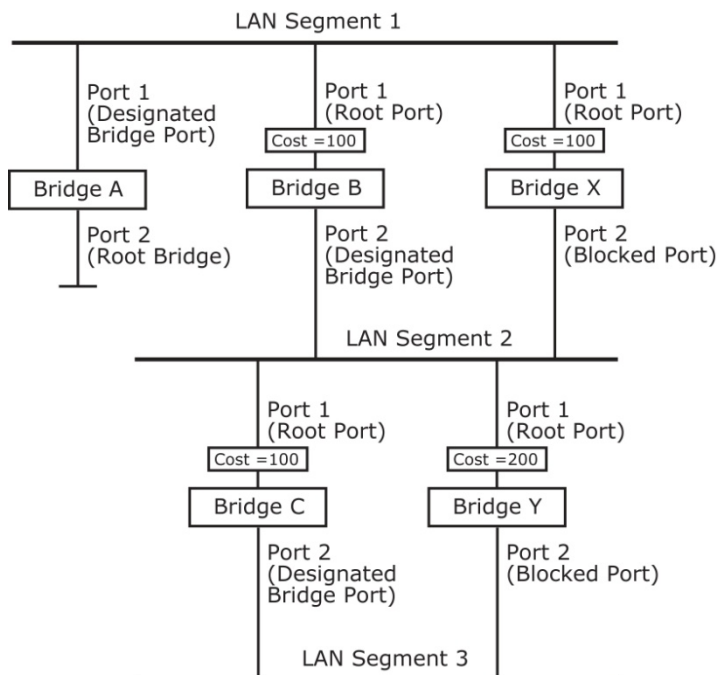 LAN Segment 1
Port 1
(Designated
Bridge Port)
Port 1
(Root Port)
Port 1
(Root Port)
Cost =100
Cost =100
Bridge A
Bridge B
Bridge X
Port 2
(Root Bridge)
Port 2
(Designated
Bridge Port)
Port 2
(Blocked Port)
LAN Segment 2
Port 1
(Root Port)
Port 1
(Root Port)
Cost =100
Cost =200
Bridge C
Bridge Y
Port 2
(Designated
Bridge Port)
Port 2
(Blocked Port)
LAN Segment 3